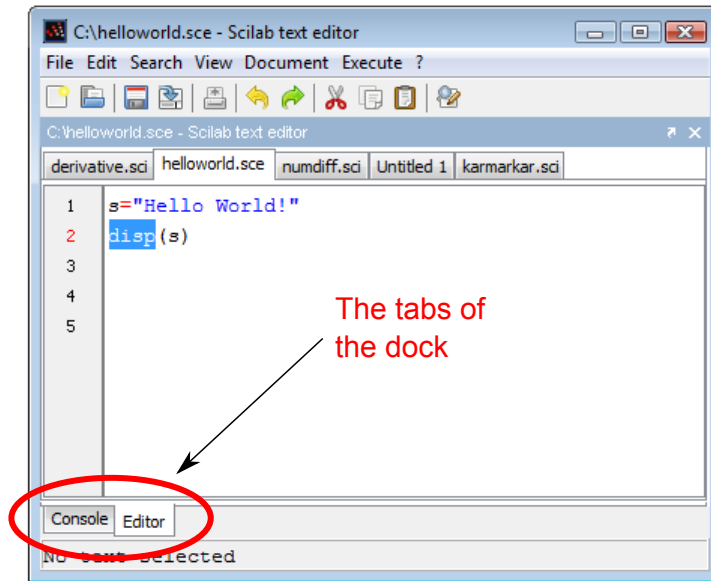 C:\helloworld.sce - Scilab text editor
File Edit Search View Document Execute ?
C:\helloworld.sce - Scilab text editor
derivative.sci helloworld.sce numdiff.sci Untitled 1 karmarkar.sci
1 s="Hello World!"
2 disp(s)
3
4
5
The tabs of
the dock
Console Editor
No text selected